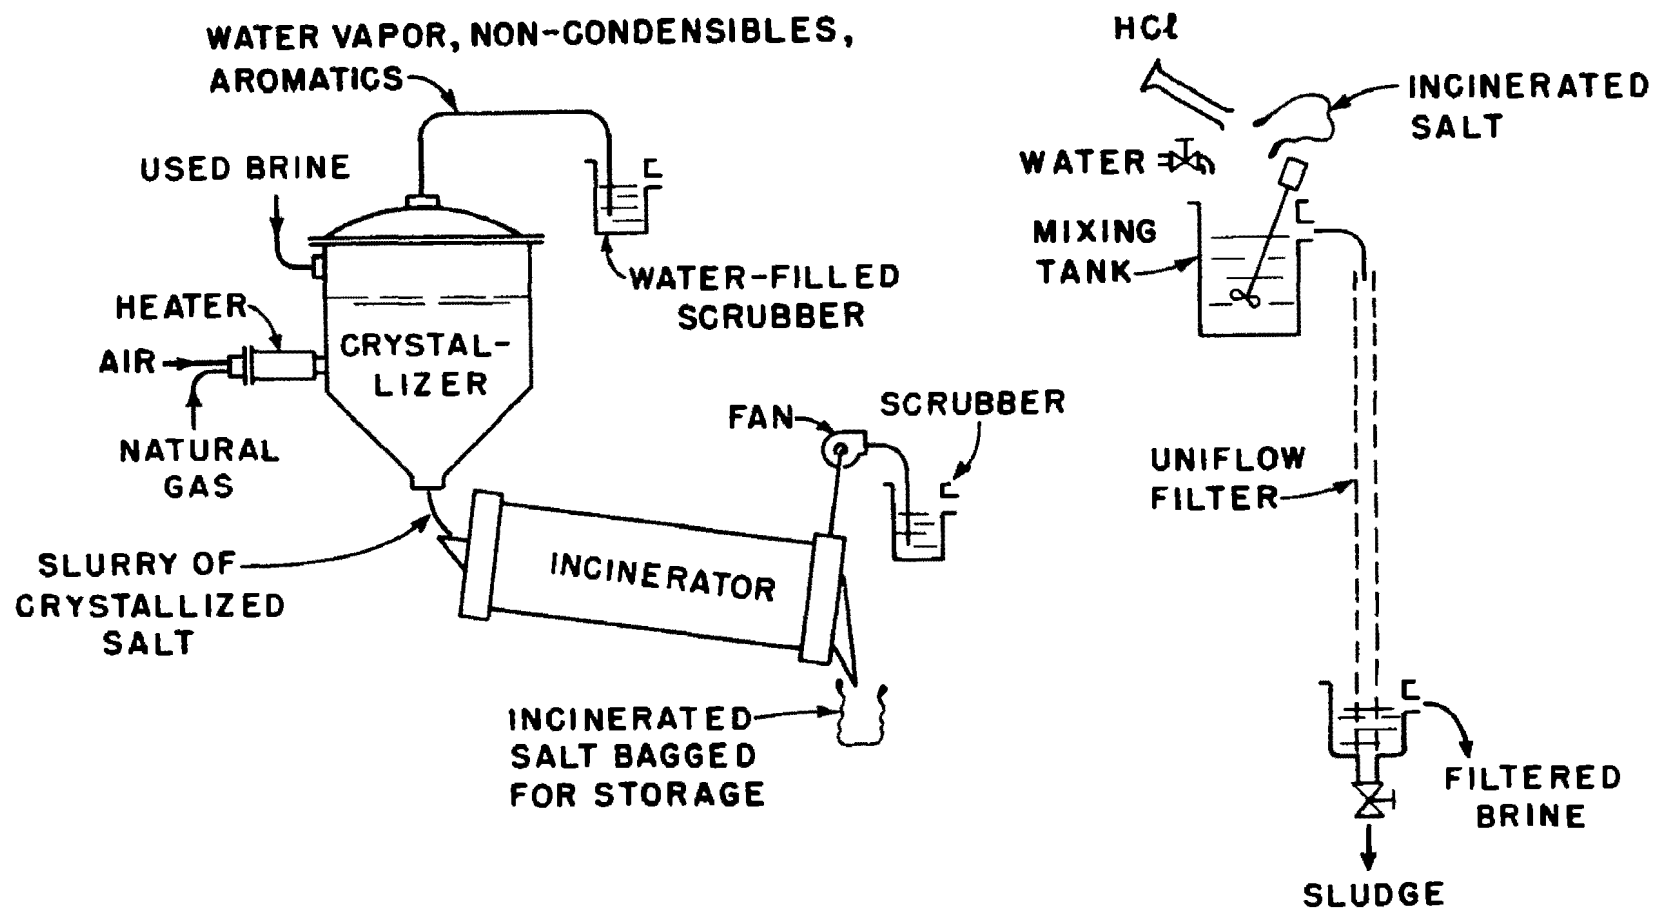 WATER VAPOR, NON-CONDENSIBLES,
AROMATICS
USED BRINE
HEATER
AIR
NATURAL
GAS
CRYSTAL-
LIZER
WATER-FILLED
SCRUBBER
SLURRY OF
CRYSTALLIZED
SALT
INCINERATOR
FAN
SCRUBBER
INCINERATED
SALT BAGGED
FOR STORAGE
HCl
INCINERATED
SALT
WATER
MIXING
TANK
UNIFLOW
FILTER
FILTERED
BRINE
SLUDGE